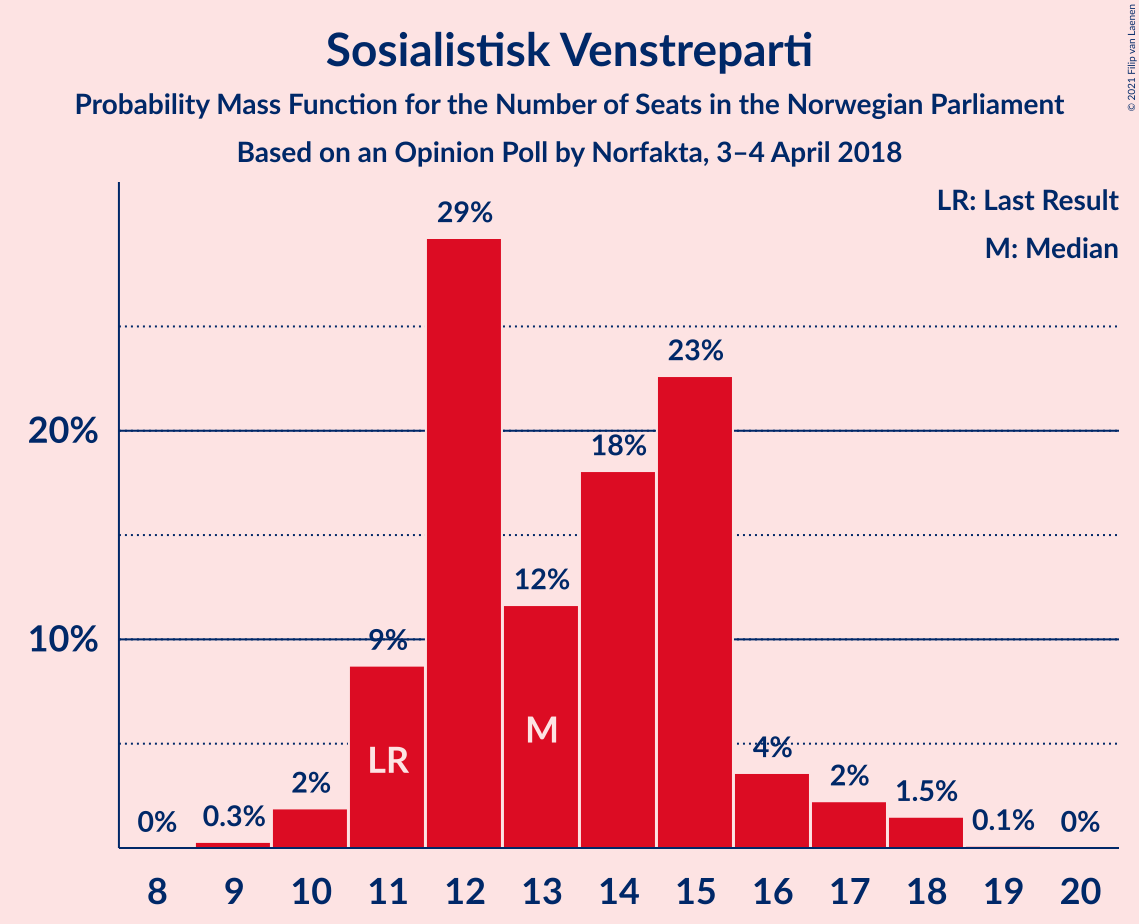 Sosialistisk Venstreparti
Probability Mass Function for the Number of Seats in the Norwegian Parliament
Based on an Opinion Poll by Norfakta, 3–4 April 2018
© 2021 Filip van Laenen
LR: Last Result
M: Median
29%
23%
20%
18%
12%
10%
9%
M
LR
4%
2%
2%
1.5%
0%
0.3%
0.1%
0%
8 9 10 11 12 13 14 15 16 17 18 19 20